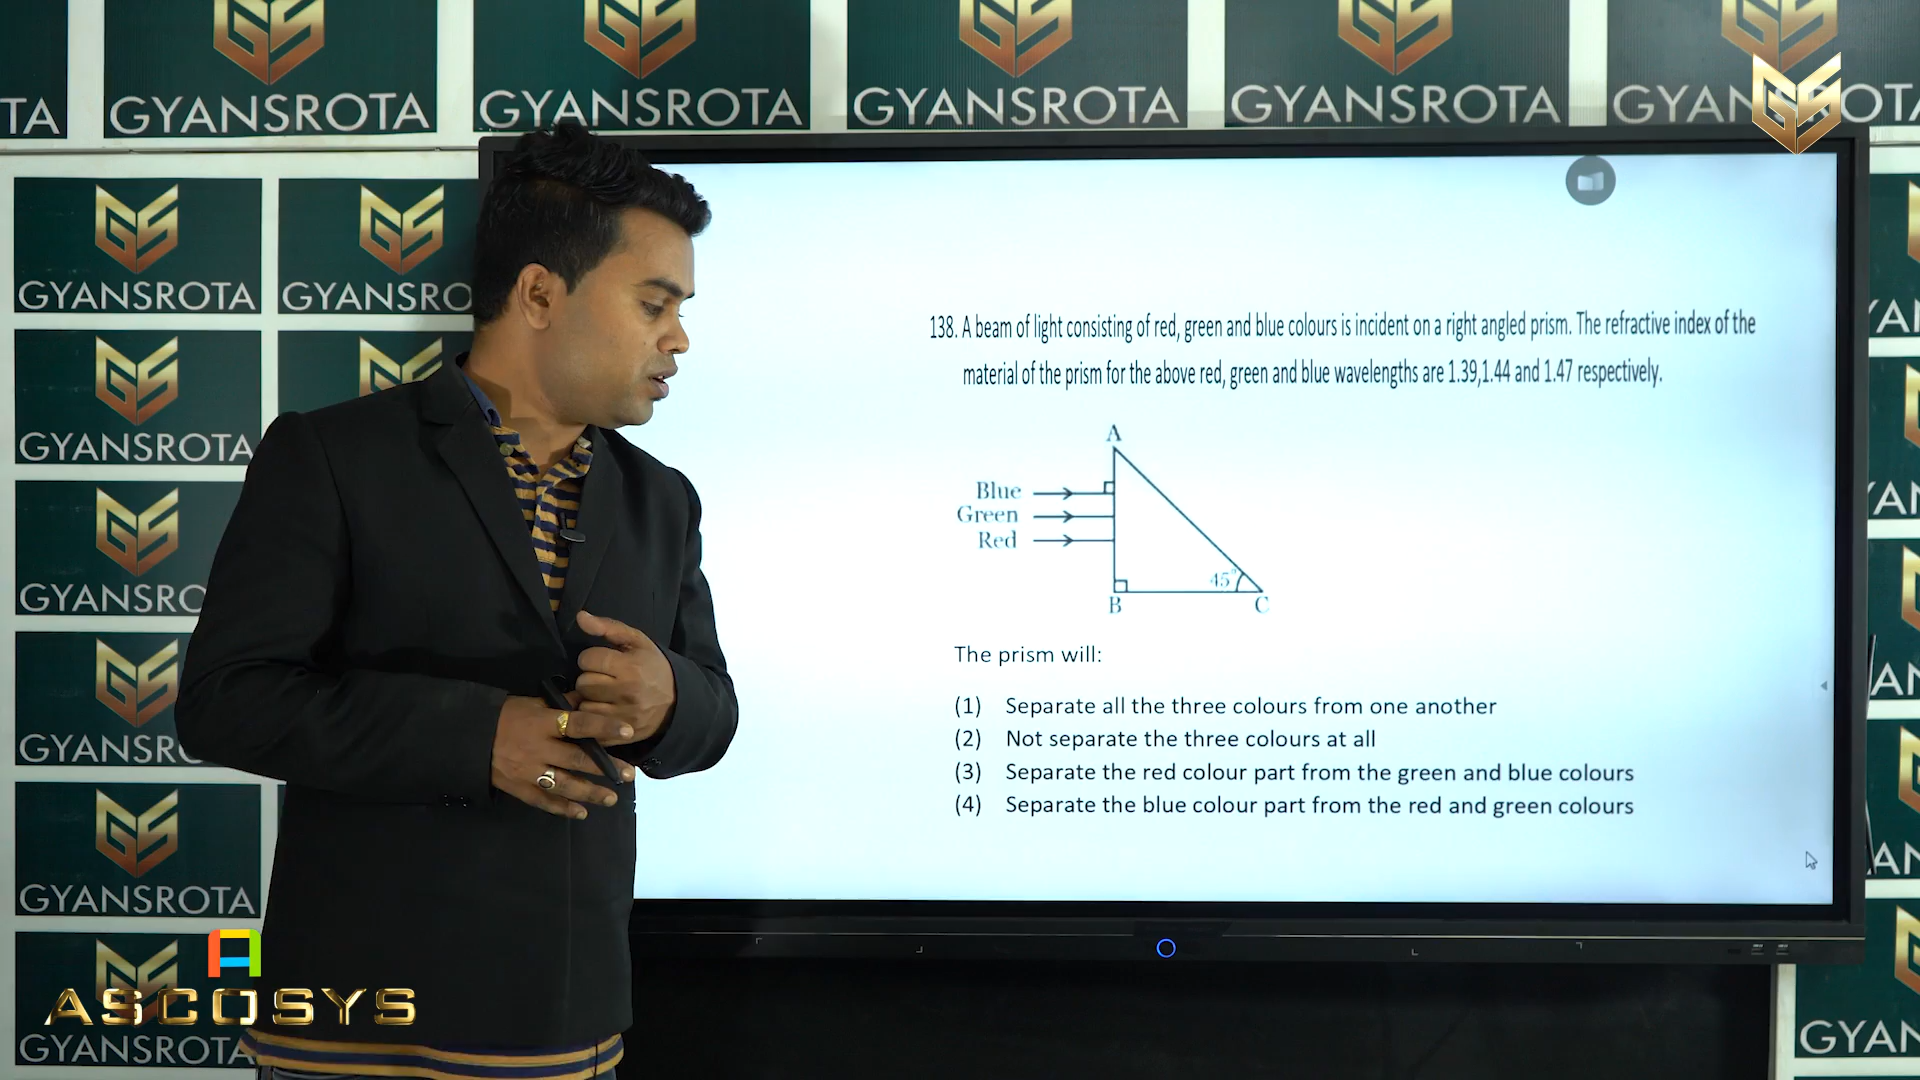 TA GYANSROTA GYANSROTA GYANSROTA GYANSROTA GYANSROTA
GS
GYANSROTA GYANSRO
138. A beam of light consisting of red, green and blue colours is incident on a right angled prism. The refractive index of the
material of the prism for the above red, green and blue wavelengths are 1.39,1.44 and 1.47 respectively.
A
Blue
Green
Red
45°
B
C
The prism will:
(1) Separate all the three colours from one another
(2) Not separate the three colours at all
(3) Separate the red colour part from the green and blue colours
(4) Separate the blue colour part from the red and green colours
GYANSROTA
GYANSRO
GYANSR
GYANSROTA
ASCOSYS
GYANSROTA
GYAN